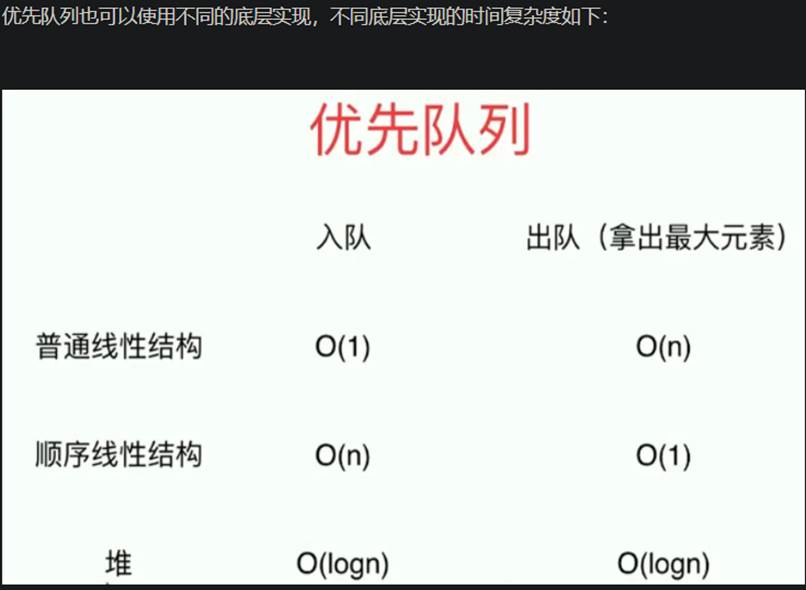 优先队列也可以使用不同的底层实现，不同底层实现的时间复杂度如下：
优先队列
入队 出队（拿出最大元素）
普通线性结构 O(1) O(n)
顺序线性结构 O(n) O(1)
堆 O(logn) O(logn)